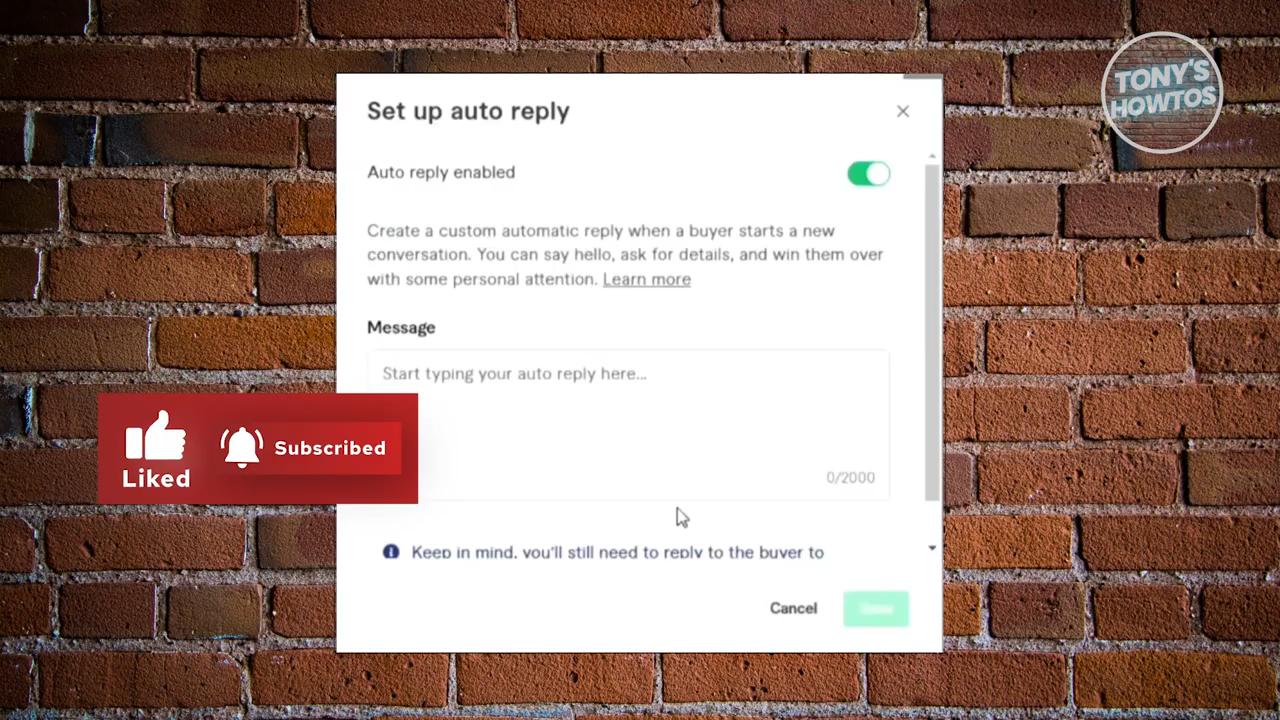 TONY'S
HOWTOS
Set up auto reply
Auto reply enabled
Create a custom automatic reply when a buyer starts a new
conversation. You can say hello, ask for details, and win them over
with some personal attention. Learn more
Message
Start typing your auto reply here...
0/2000
Liked
Subscribed
Keep in mind, you'll still need to reply to the buyer to
Cancel